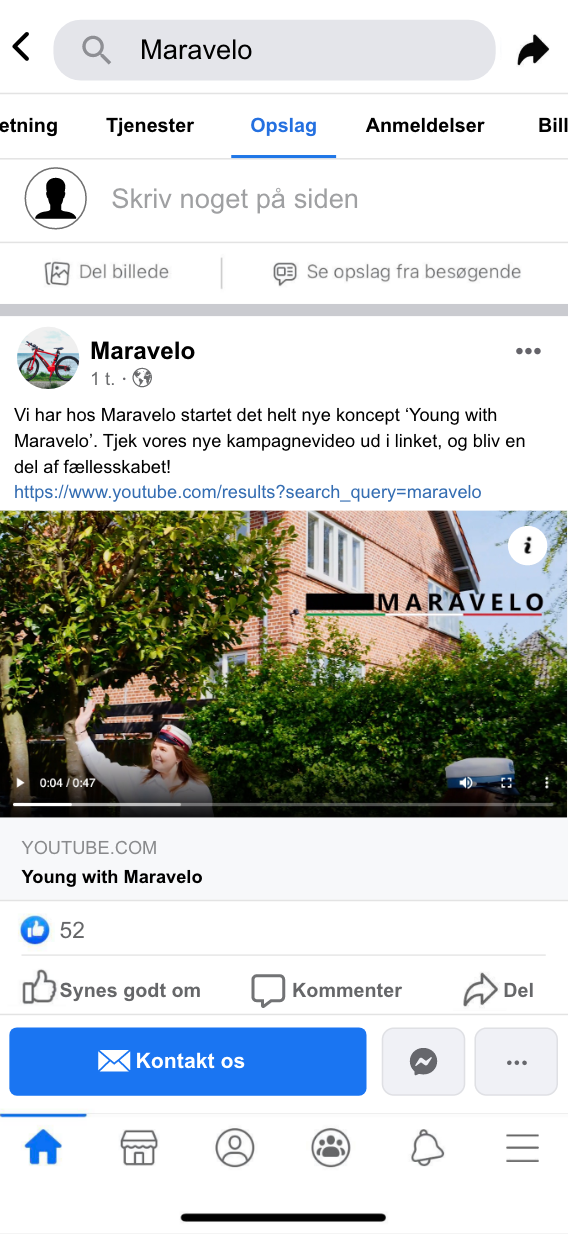 Maravelo
etning Tjenester Opslag Anmeldelser Bill
Skriv noget på siden
Del billede Se opslag fra besøgende
Maravelo
1 t. ·
Vi har hos Maravelo startet det helt nye koncept ‘Young with
Maravelo’. Tjek vores nye kampagnevideo ud i linket, og bliv en
del af fællesskabet!
https://www.youtube.com/results?search_query=maravelo
i
MARAVELO
0:04 / 0:47
YOUTUBE.COM
Young with Maravelo
52
Synes godt om Kommenter Del
Kontakt os